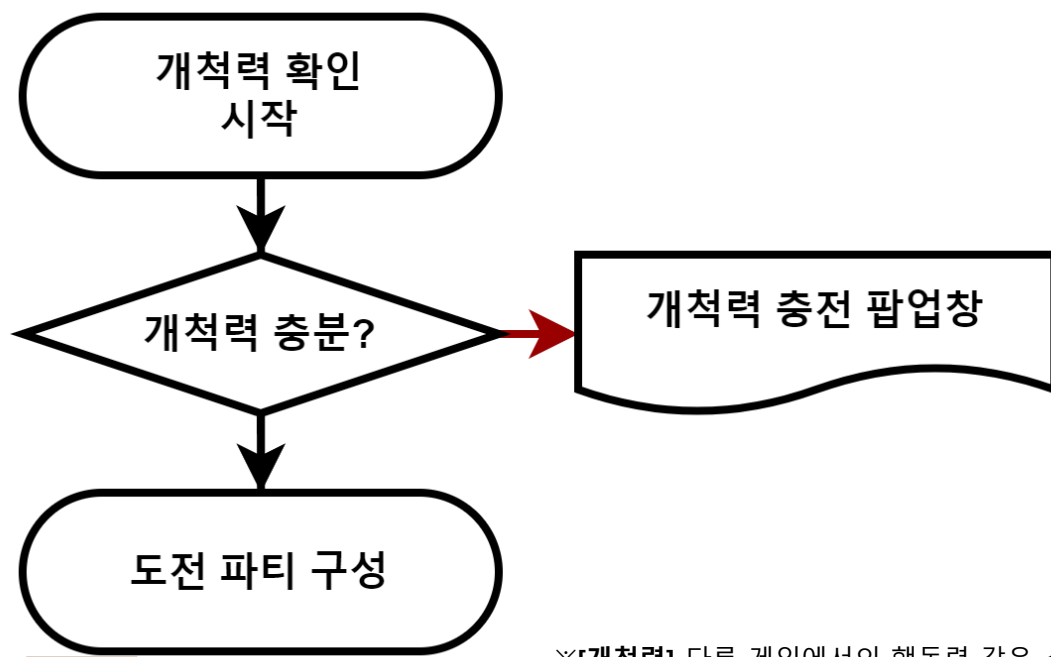 개척력 확인
시작
개척력 충분?
개척력 충전 팝업창
도전 파티 구성
※[개척력] 다른 게임에서의 행동력 같은